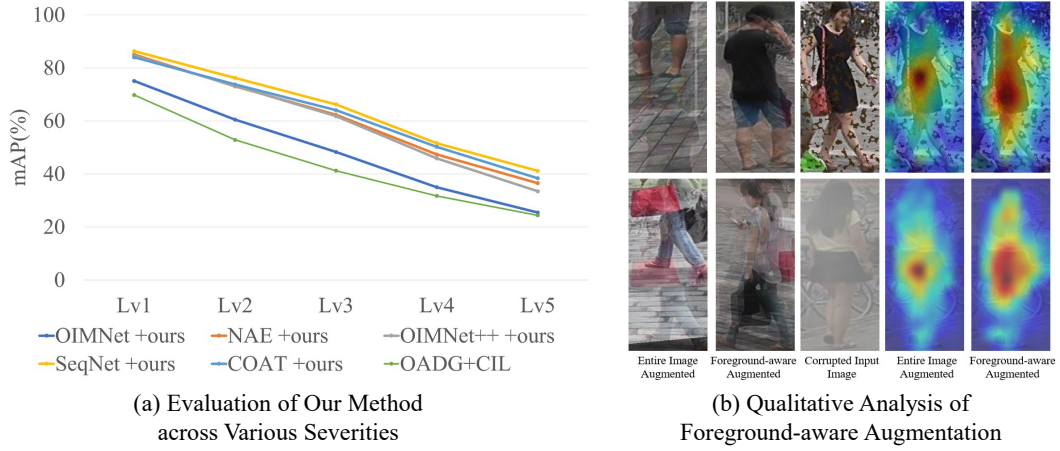 100
80
60
40
20
0
mAP(%)
Lv1 Lv2 Lv3 Lv4 Lv5
OIMNet +ours NAE +ours OIMNet++ +ours
SeqNet +ours COAT +ours OADG+CIL
(a) Evaluation of Our Method
across Various Severities
Entire Image Foreground-aware Corrupted Input Entire Image Foreground-aware
Augmented Augmented Image Augmented Augmented
(b) Qualitative Analysis of
Foreground-aware Augmentation